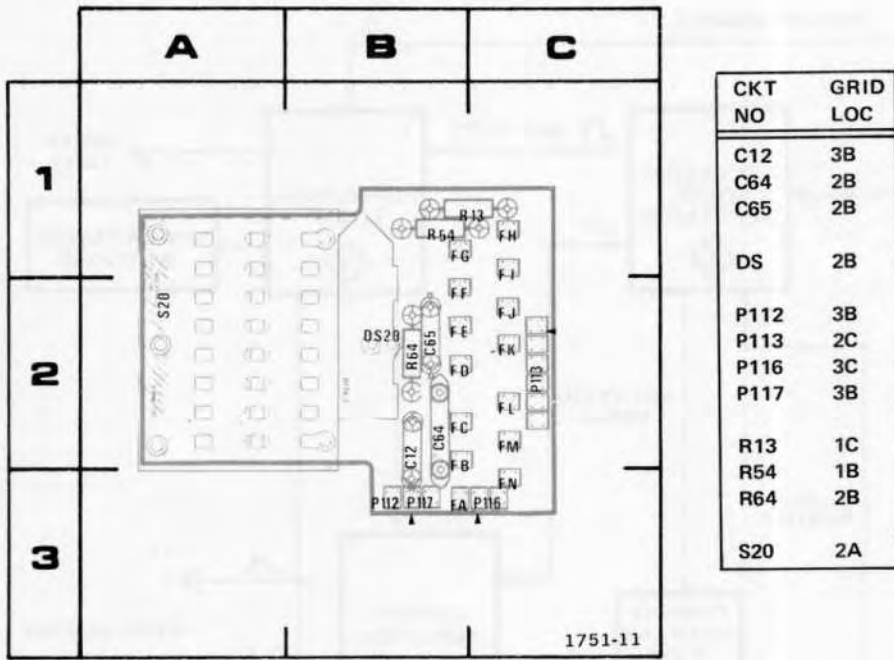 A B C
CKT GRID
NO LOC
1
C12 3B
C64 2B
C65 2B
DS 2B
P112 3B
P113 2C
P116 3C
P117 3B
R13 1C
R54 1B
R64 2B
S20 2A
R13
R54
FH
FG
FI
S20
FF
FJ
DS20
R64
C65
FE
FK
2
FD
P113
FL
C12
C64
FC
FM
FB
FN
P112 P117 FA P116
3
1751-11